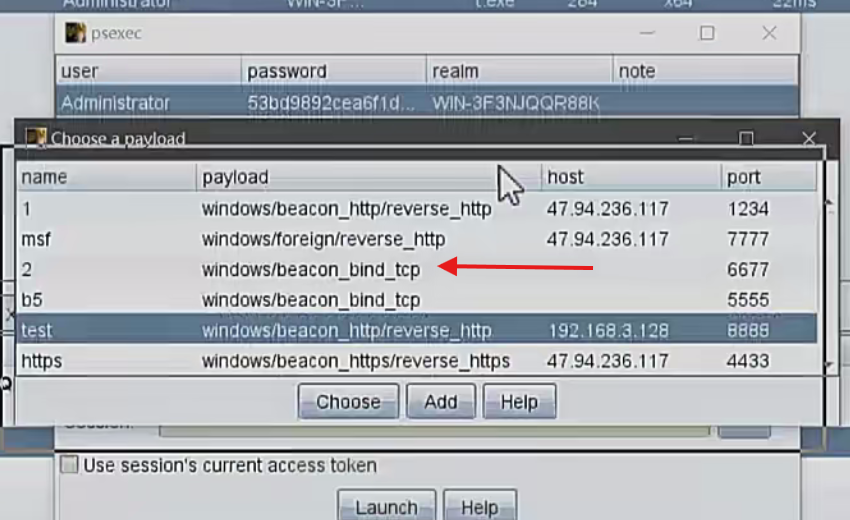 Administrator
psexec
user password realm note
Administrator 53bd9892cea6f1d... WIN-3F3NJQQR88K
Choose a payload
name payload host port
1 windows/beacon_http/reverse_http 47.94.236.117 1234
msf windows/foreign/reverse_http 47.94.236.117 7777
2 windows/beacon_bind_tcp 6677
b5 windows/beacon_bind_tcp 5555
test windows/beacon_http/reverse_http 192.168.3.128 8888
https windows/beacon_https/reverse_https 47.94.236.117 4433
Choose Add Help
Use session's current access token
Launch Help